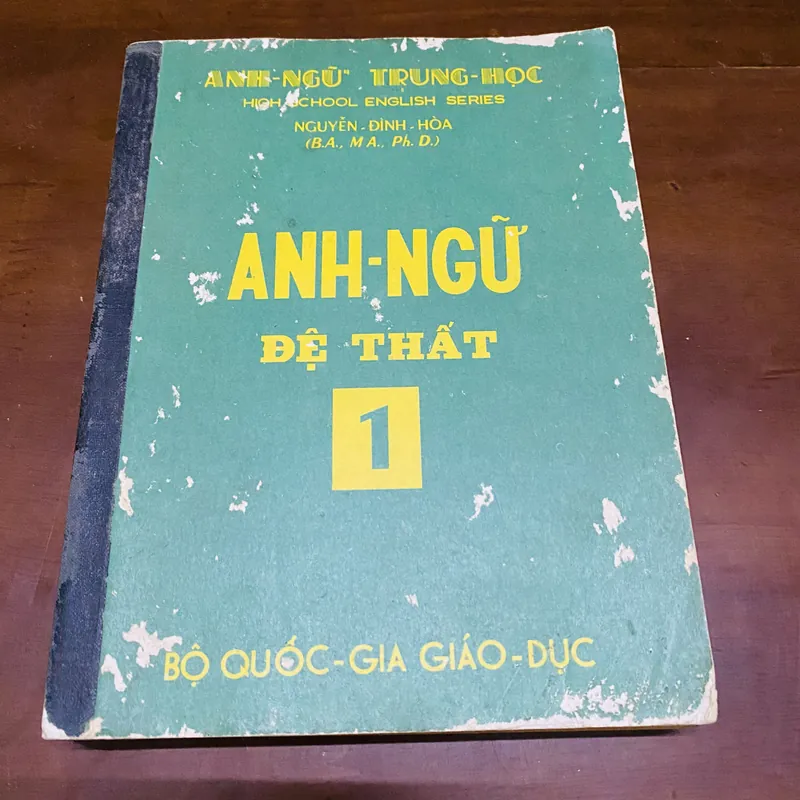 ANH-NGỮ TRUNG-HỌC
HIGH SCHOOL ENGLISH SERIES
NGUYỄN-ĐÌNH-HÒA
(B.A., M A., Ph. D.)
ANH-NGỮ
ĐỆ THẤT
1
BỘ QUỐC-GIA GIÁO-DỤC